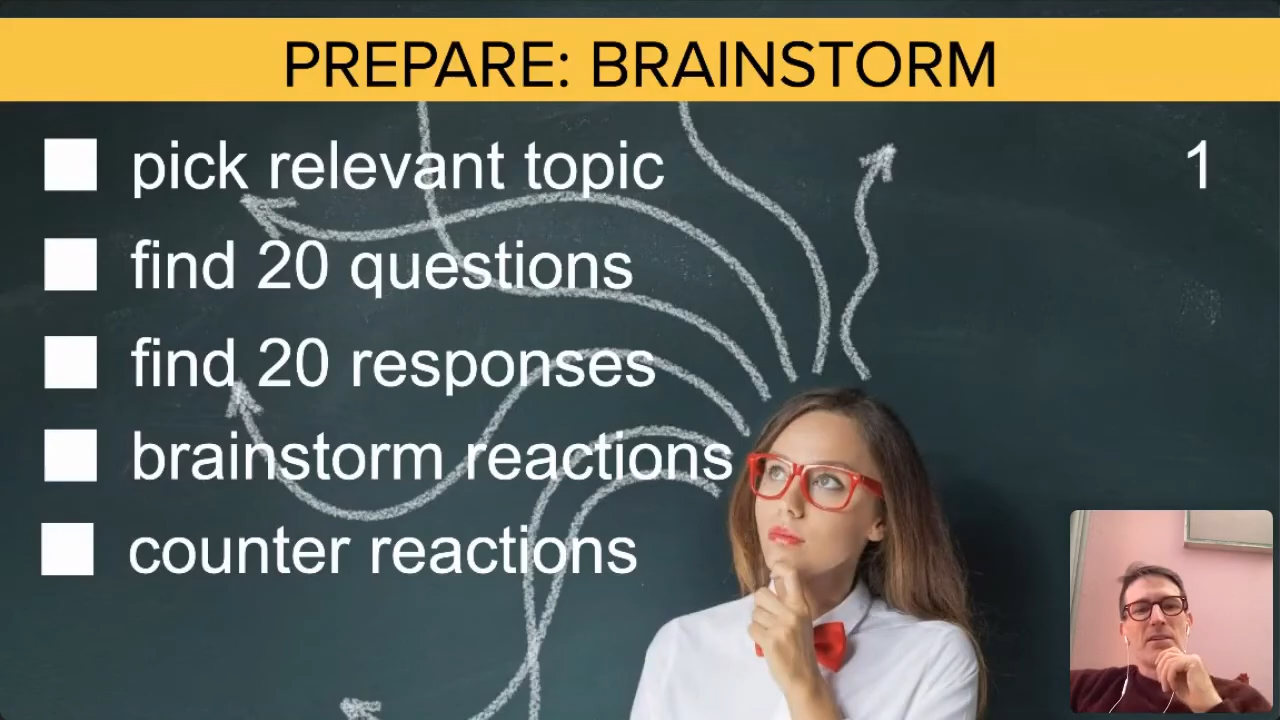 PREPARE: BRAINSTORM
pick relevant topic
1
find 20 questions
find 20 responses
brainstorm reactions
counter reactions